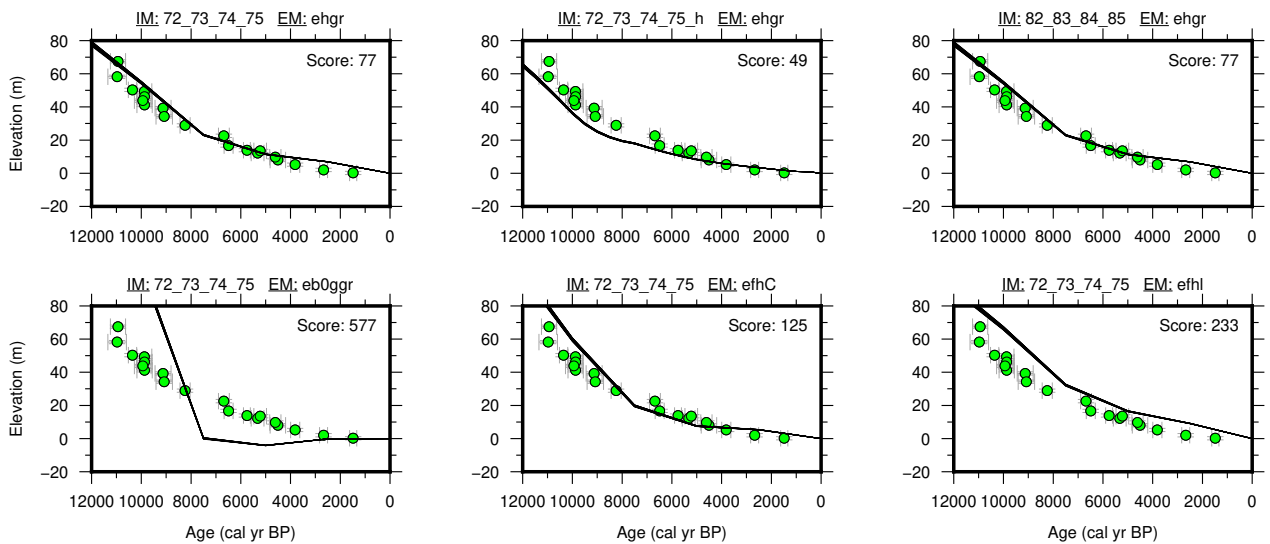 IM: 72_73_74_75 EM: ehgr
IM: 72_73_74_75_h EM: ehgr
IM: 82_83_84_85 EM: ehgr
Score: 77
Score: 49
Score: 77
Elevation (m)
80
60
40
20
0
−20
80
60
40
20
0
−20
80
60
40
20
0
−20
12000 10000 8000 6000 4000 2000 0
12000 10000 8000 6000 4000 2000 0
12000 10000 8000 6000 4000 2000 0
IM: 72_73_74_75 EM: eb0ggr
IM: 72_73_74_75 EM: efhC
IM: 72_73_74_75 EM: efhl
Score: 577
Score: 125
Score: 233
Elevation (m)
80
60
40
20
0
−20
80
60
40
20
0
−20
80
60
40
20
0
−20
12000 10000 8000 6000 4000 2000 0
12000 10000 8000 6000 4000 2000 0
12000 10000 8000 6000 4000 2000 0
Age (cal yr BP)
Age (cal yr BP)
Age (cal yr BP)